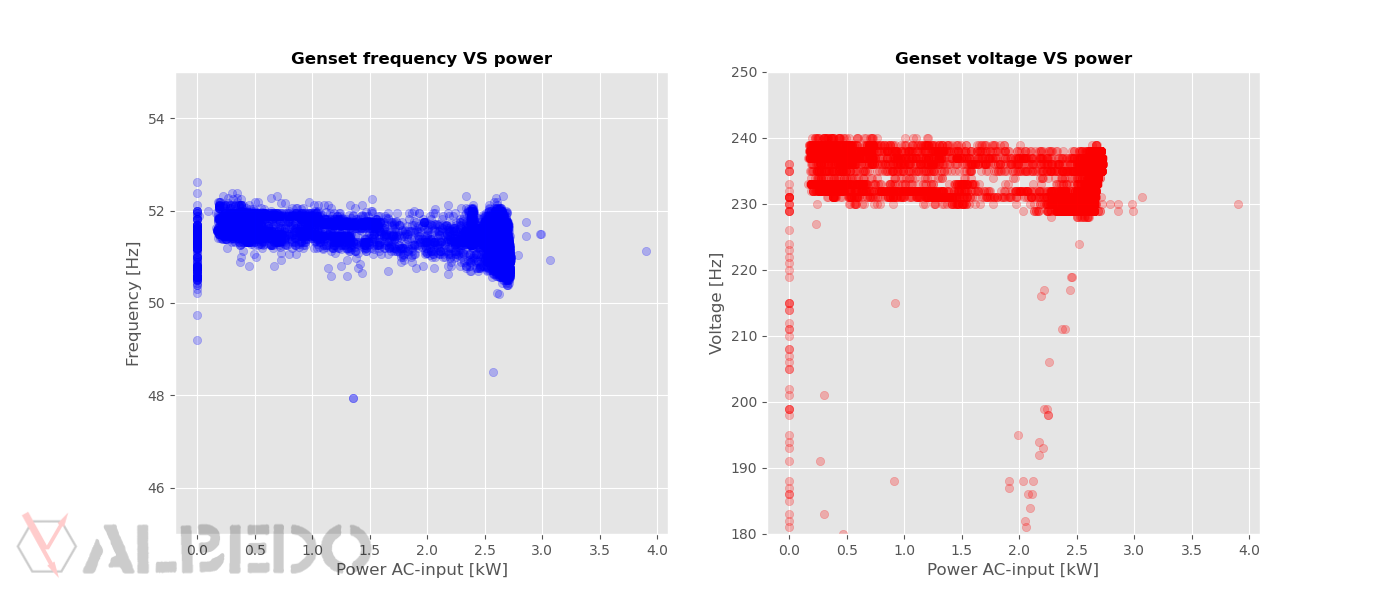 Genset frequency VS power
54
52
50
48
46
Frequency [Hz]
0.0 0.5 1.0 1.5 2.0 2.5 3.0 3.5 4.0
Power AC-input [kW]
Genset voltage VS power
250
240
230
220
210
200
190
180
Voltage [Hz]
0.0 0.5 1.0 1.5 2.0 2.5 3.0 3.5 4.0
Power AC-input [kW]
ALBEDO